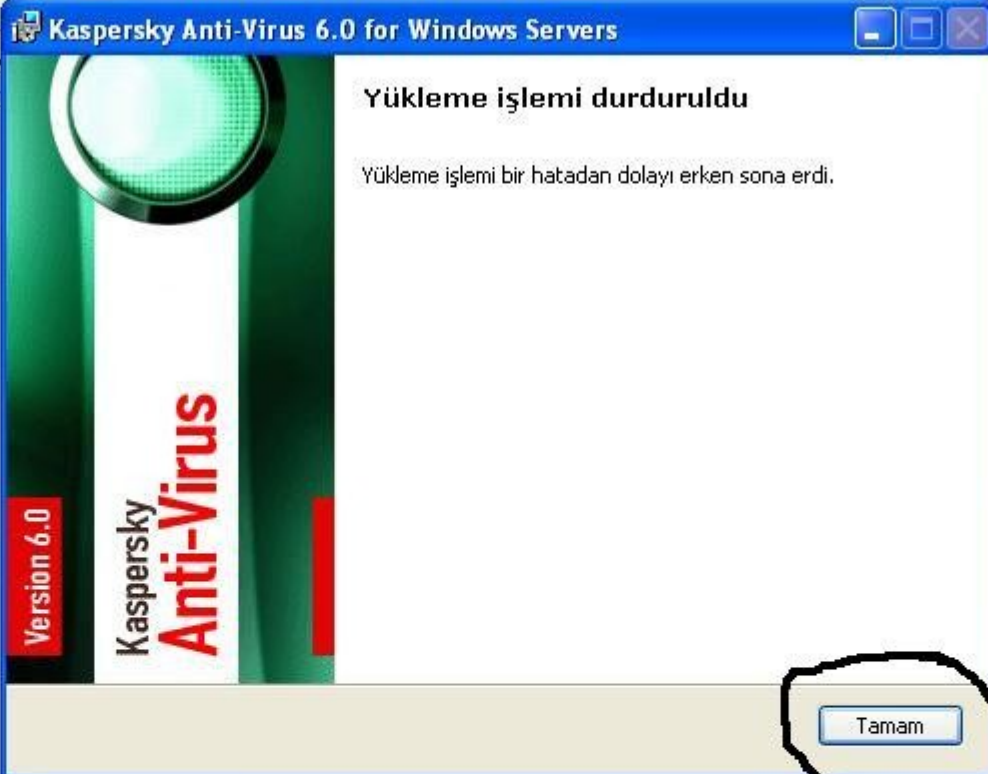 Kaspersky Anti-Virus 6.0 for Windows Servers
Yükleme işlemi durduruldu
Yükleme işlemi bir hatadan dolayı erken sona erdi.
Version 6.0
Kaspersky
Anti-Virus
Tamam